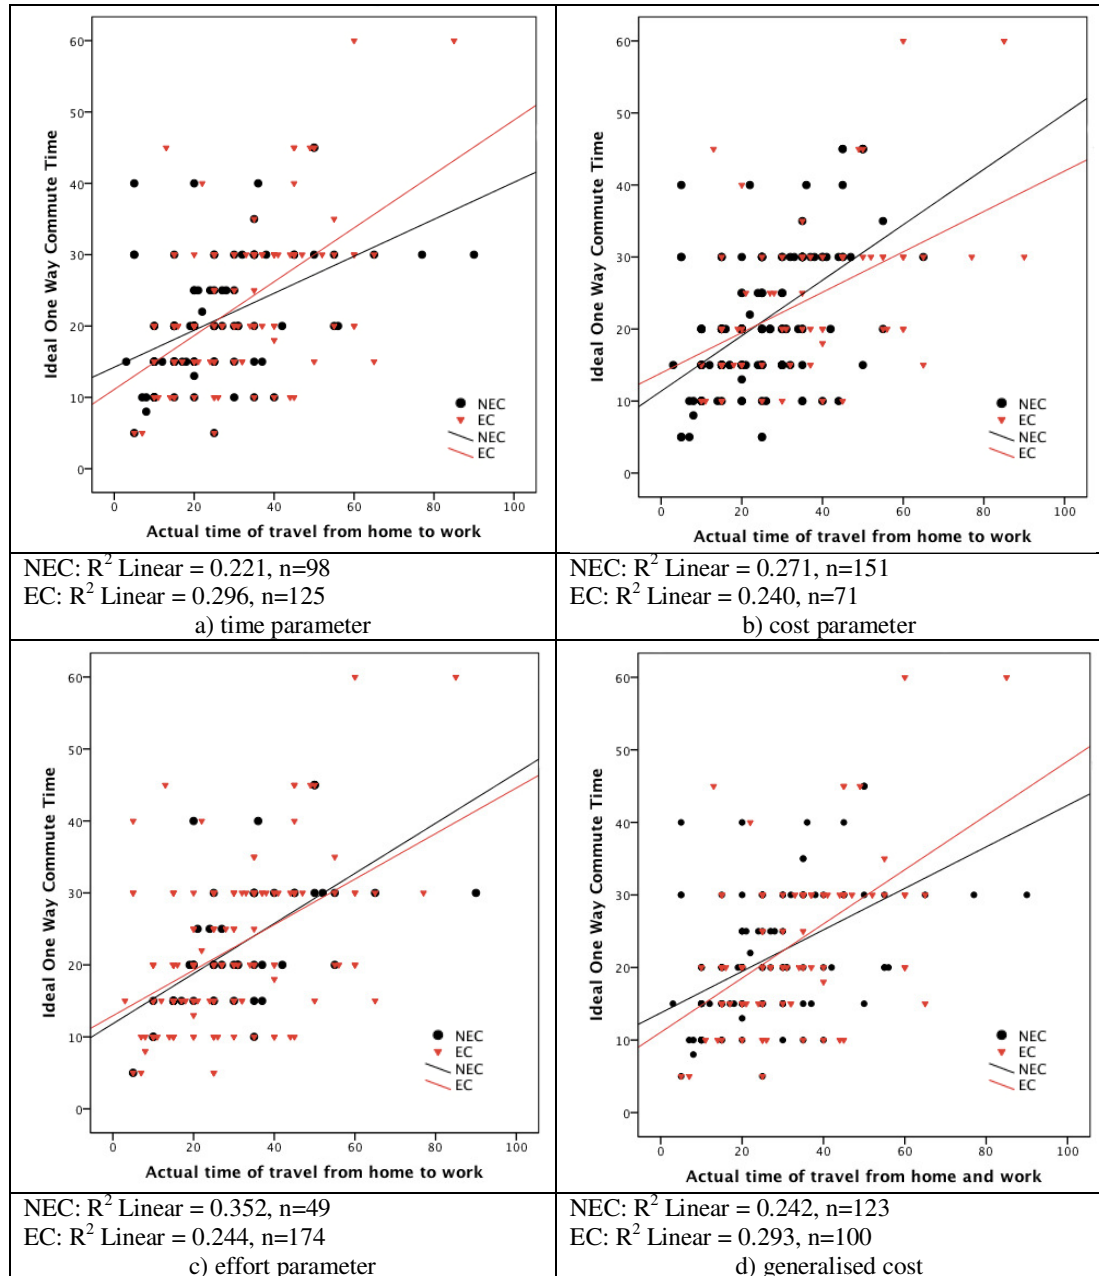 60
50
40
30
20
10
0
Ideal One Way Commute Time
NEC
EC
NEC
EC
0 20 40 60 80 100
Actual time of travel from home to work
NEC: R² Linear = 0.221, n=98
EC: R² Linear = 0.296, n=125
a) time parameter
60
50
40
30
20
10
0
Ideal One Way Commute Time
NEC
EC
NEC
EC
0 20 40 60 80 100
Actual time of travel from home to work
NEC: R² Linear = 0.271, n=151
EC: R² Linear = 0.240, n=71
b) cost parameter
60
50
40
30
20
10
0
Ideal One Way Commute Time
NEC
EC
NEC
EC
0 20 40 60 80 100
Actual time of travel from home to work
NEC: R² Linear = 0.352, n=49
EC: R² Linear = 0.244, n=174
c) effort parameter
60
50
40
30
20
10
0
Ideal One Way Commute Time
NEC
EC
NEC
EC
0 20 40 60 80 100
Actual time of travel from home and work
NEC: R² Linear = 0.242, n=123
EC: R² Linear = 0.293, n=100
d) generalised cost